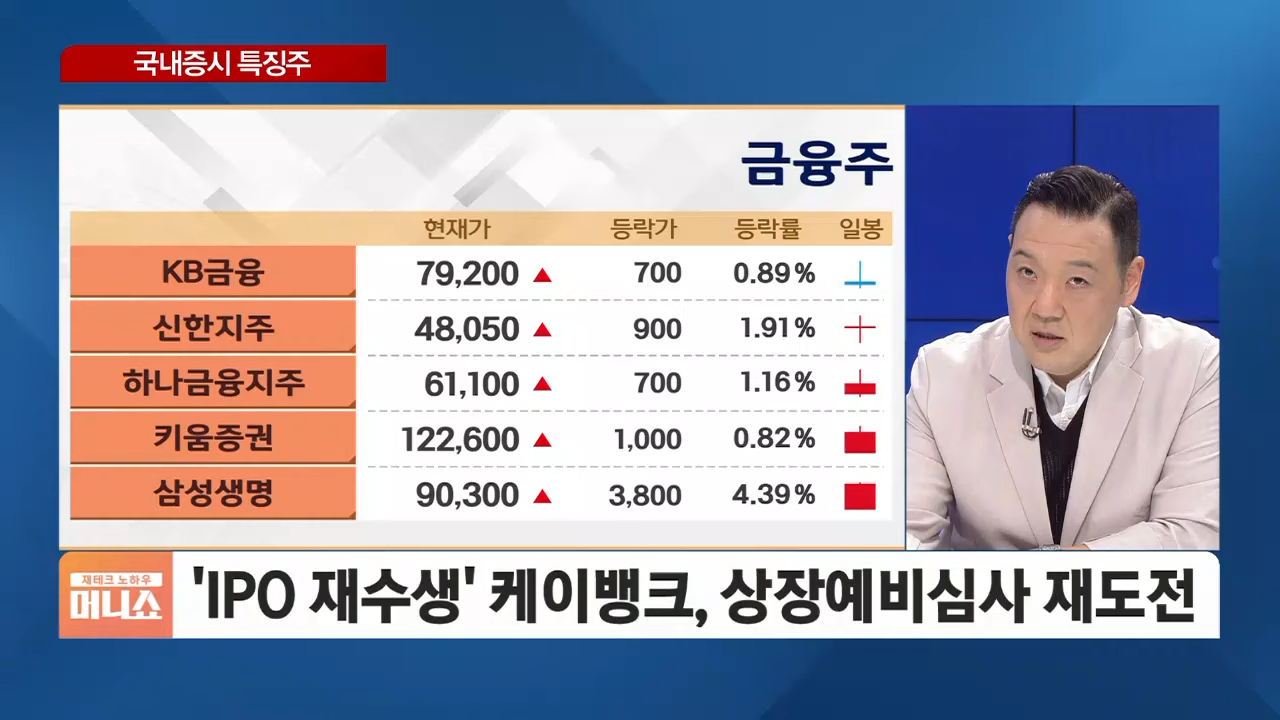 국내증시 특징주
금융주
현재가 등락가 등락률 일봉
KB금융 79,200 ▲ 700 0.89%
신한지주 48,050 ▲ 900 1.91%
하나금융지주 61,100 ▲ 700 1.16%
키움증권 122,600 ▲ 1,000 0.82%
삼성생명 90,300 ▲ 3,800 4.39%
재테크 노하우
머니쇼
'IPO 재수생' 케이뱅크, 상장예비심사 재도전